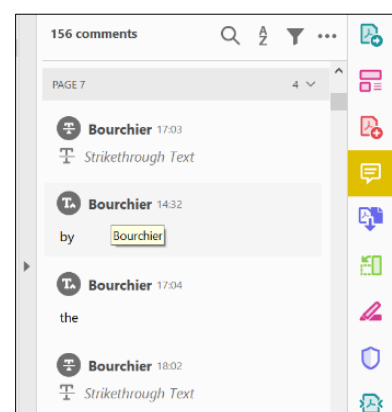 156 comments
A
Z
PAGE 7 4
Bourchier 17:03
Strikethrough Text
Bourchier 14:32
by Bourchier
Bourchier 17:04
the
Bourchier 18:02
Strikethrough Text